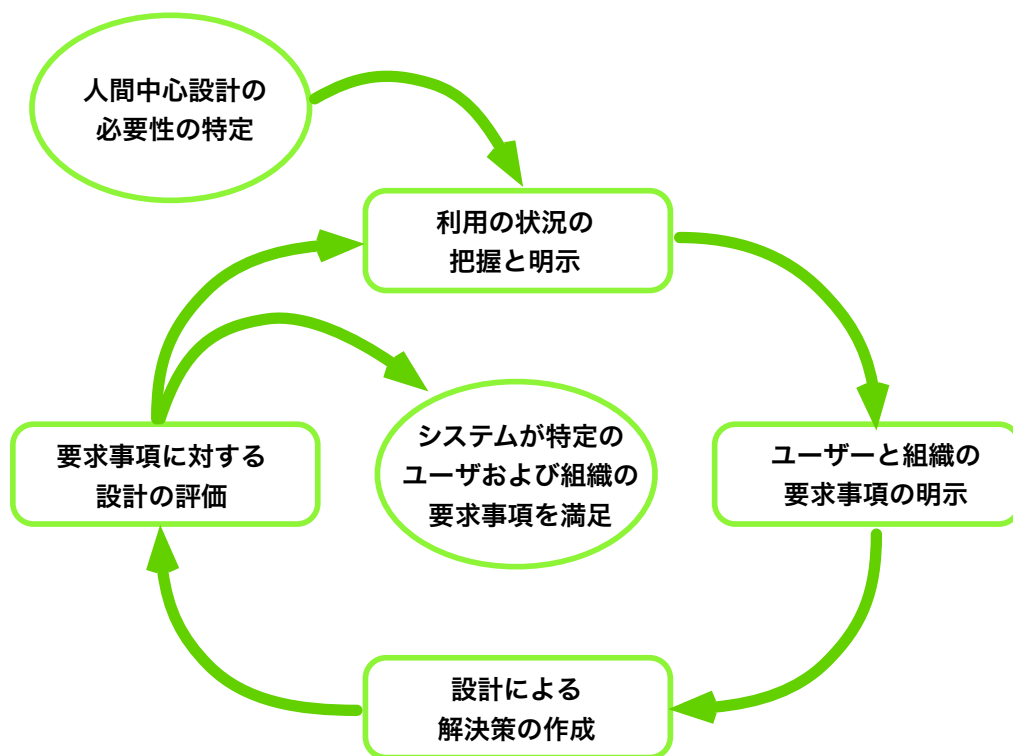 人間中心設計の
必要性の特定
利用の状況の
把握と明示
システムが特定の
ユーザおよび組織の
要求事項を満足
要求事項に対する
設計の評価
ユーザーと組織の
要求事項の明示
設計による
解決策の作成